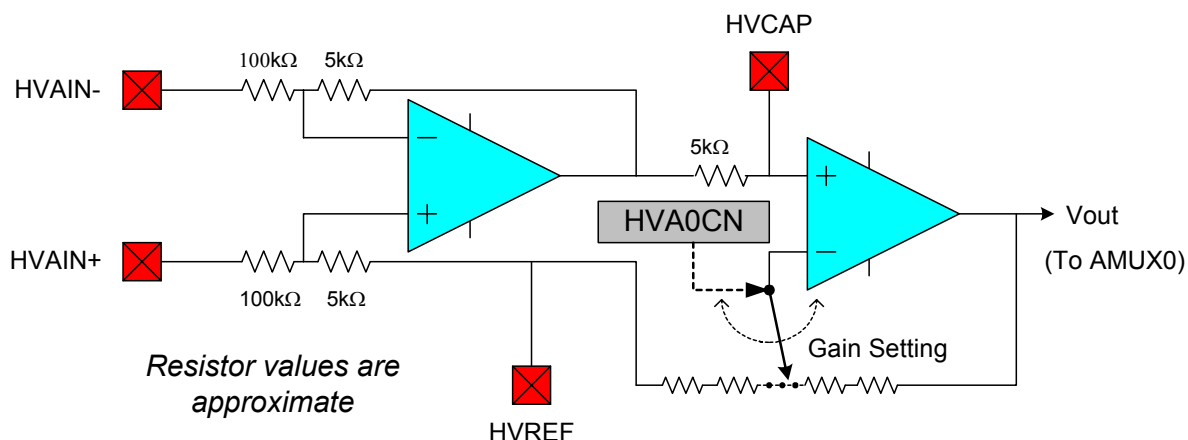 HVCAP
100kΩ
5kΩ
HVAIN-
−
5kΩ
+
HVA0CN
Vout
+
−
HVAIN+
(To AMUX0)
100kΩ
5kΩ
Gain Setting
Resistor values are
approximate
HVREF